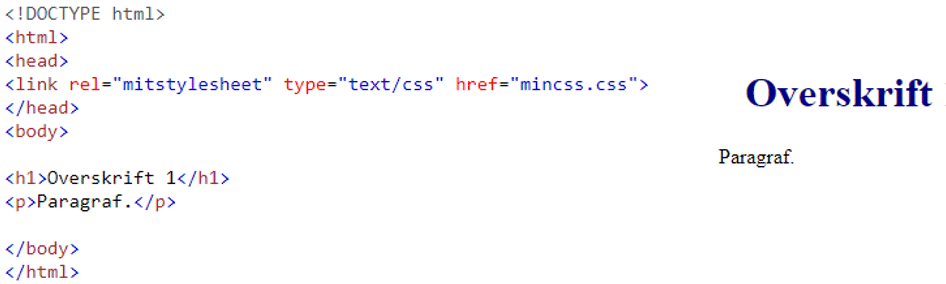 <!DOCTYPE html>
<html>
<head>
<link rel="mitstylesheet" type="text/css" href="mincss.css">
</head>
<body>
<h1>Overskrift 1</h1>
<p>Paragraf.</p>
</body>
</html>
Overskrift
Paragraf.